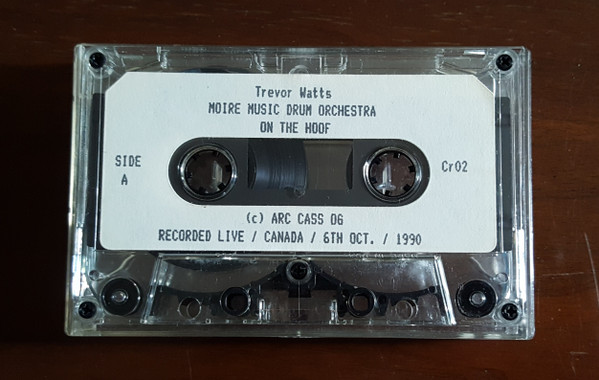 Trevor Watts
MOIRE MUSIC DRUM ORCHESTRA
ON THE HOOF
SIDE
A
CrO2
(c) ARC CASS 06
RECORDED LIVE / CANADA / 6TH OCT. / 1990